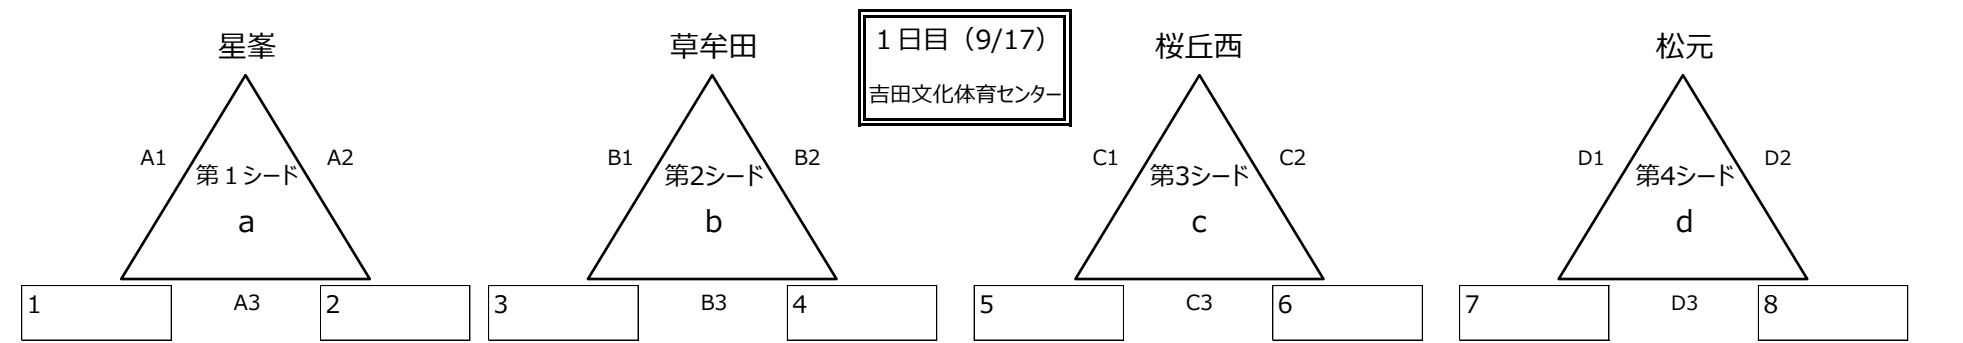 星峯
草牟田
1日目（9/17）
吉田文化体育センター
桜丘西
松元
A1
第1シード
A2
a
B1
第2シード
B2
b
C1
第3シード
C2
c
D1
第4シード
D2
d
1
A3
2
3
B3
4
5
C3
6
7
D3
8